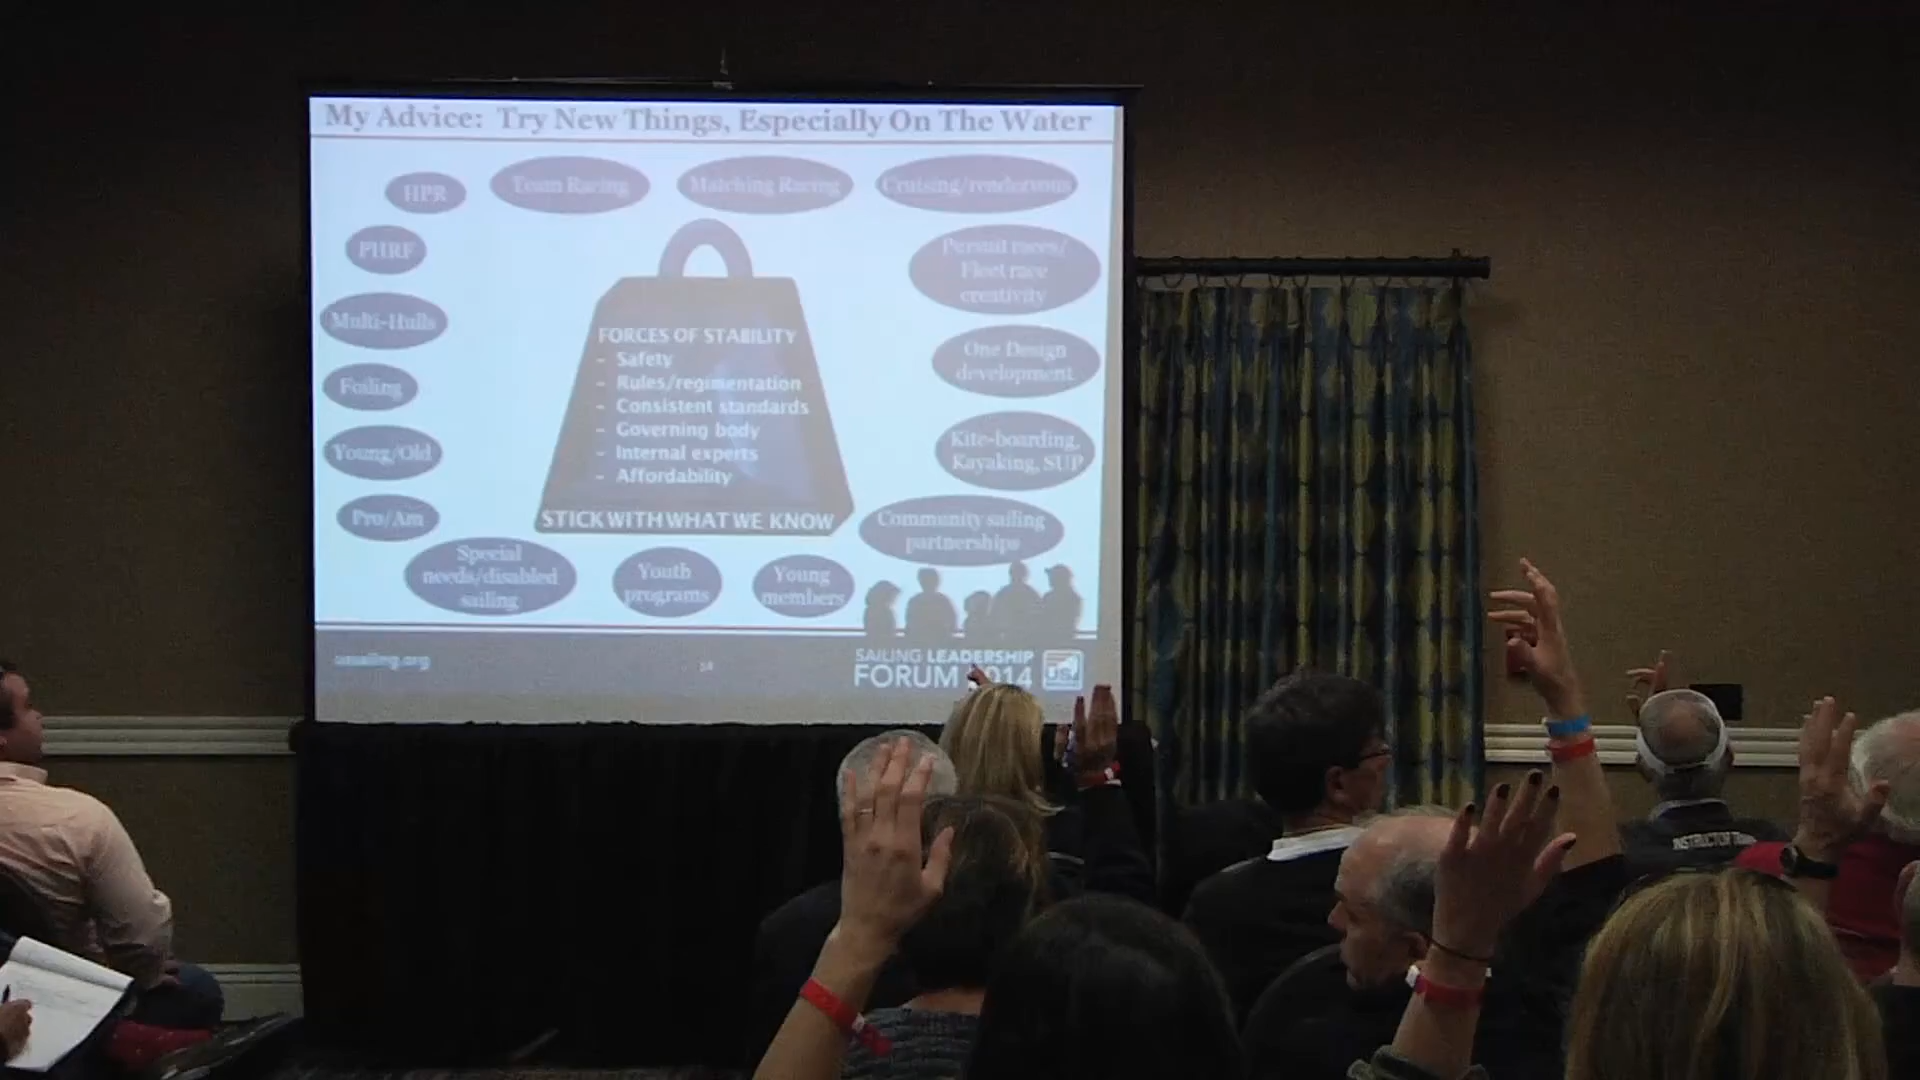 My Advice: Try New Things, Especially On The Water
HPR
Team Racing
Matching Racing
Cruising/rendezvous
PHRF
Pursuit races/
Fleet race
creativity
Multi-Hulls
FORCES OF STABILITY
- Safety
- Rules/regimentation
- Consistent standards
- Governing body
- Internal experts
- Affordability
STICK WITH WHAT WE KNOW
One Design
development
Foiling
Kite-boarding,
Kayaking, SUP
Young/Old
Pro/Am
Community sailing
partnerships
Special
needs/disabled
sailing
Youth
programs
Young
members
ussailing.org
SAILING LEADERSHIP
FORUM 2014
US
INSTRUCTOR